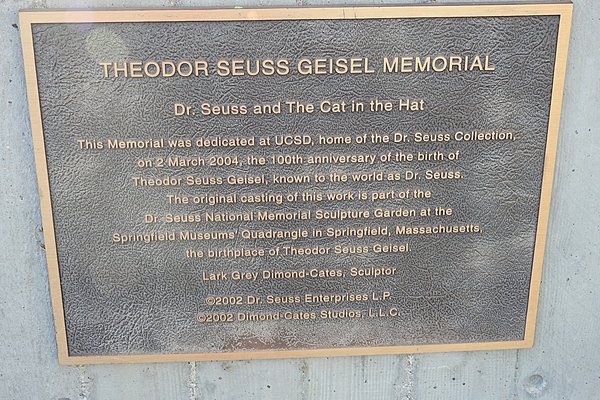 THEODOR SEUSS GEISEL MEMORIAL
Dr. Seuss and The Cat in the Hat
This Memorial was dedicated at UCSD, home of the Dr. Seuss Collection,
on 2 March 2004, the 100th anniversary of the birth of
Theodor Seuss Geisel, known to the world as Dr. Seuss.
The original casting of this work is part of the
Dr. Seuss National Memorial Sculpture Garden at the
Springfield Museums' Quadrangle in Springfield, Massachusetts,
the birthplace of Theodor Seuss Geisel.
Lark Grey Dimond-Cates, Sculptor
©2002 Dr. Seuss Enterprises L.P.
©2002 Dimond-Cates Studios, L.L.C.